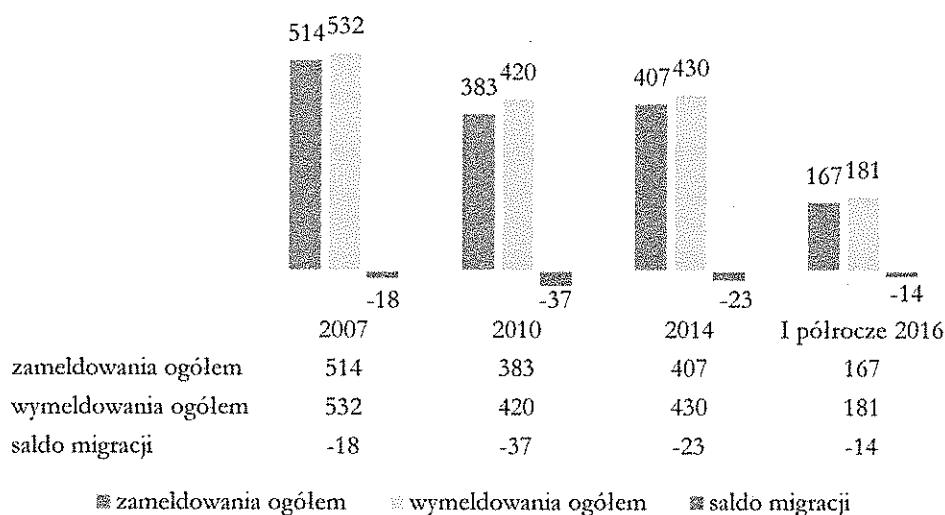 514 532
383 420
407 430
167 181
-18 -37 -23 -14
2007 2010 2014 I półrocze 2016
zameldowania ogółem 514 383 407 167
wymeldowania ogółem 532 420 430 181
saldo migracji -18 -37 -23 -14
zameldowania ogółem wymeldowania ogółem saldo migracji